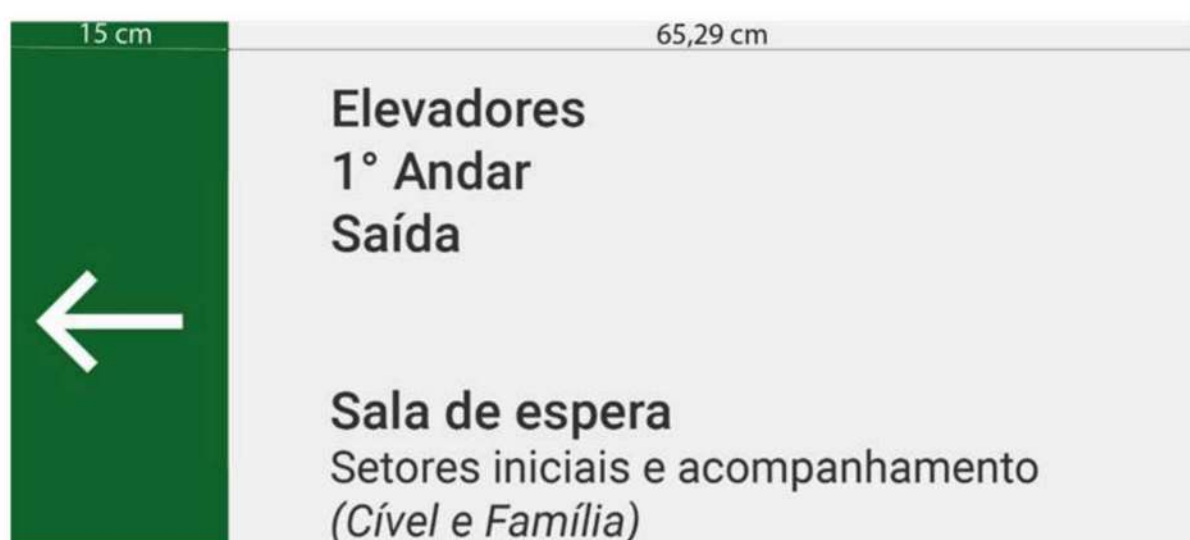 15 cm
65,29 cm
Elevadores
1° Andar
Saída
Sala de espera
Setores iniciais e acompanhamento
(Cível e Família)